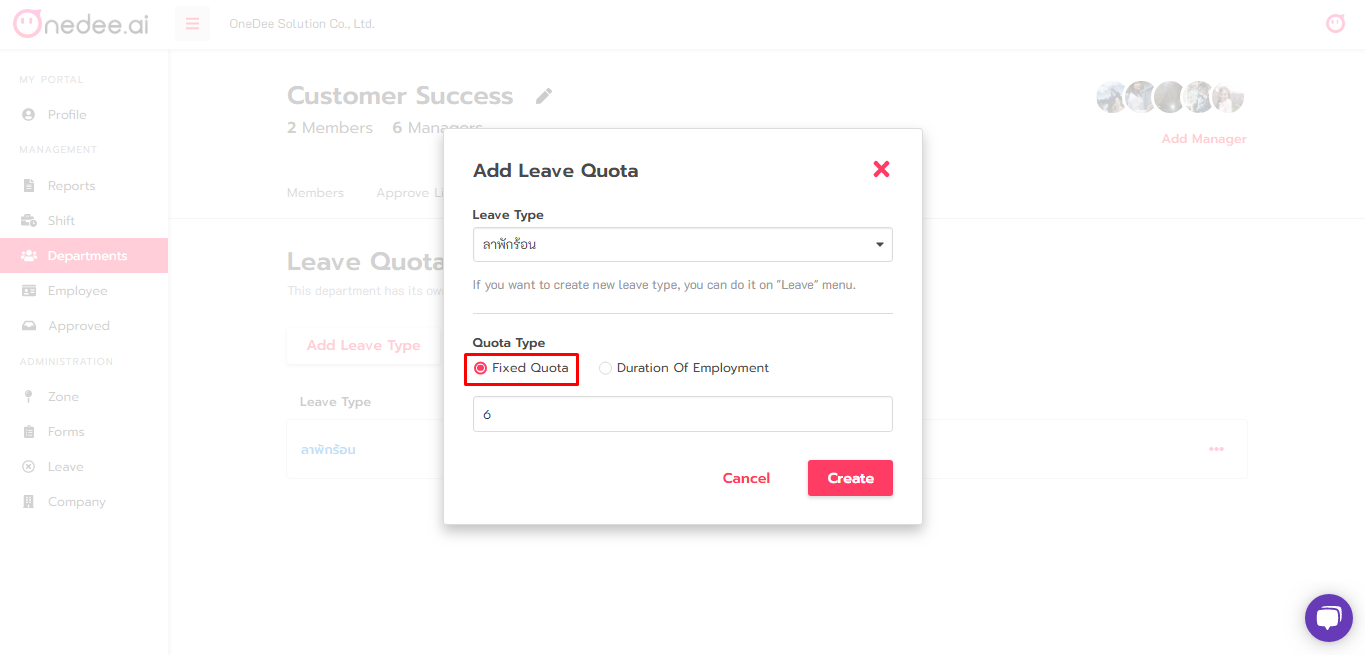 nedee.ai
OneDee Solution Co., Ltd.
MY PORTAL
Profile
MANAGEMENT
Reports
Shift
Departments
Employee
Approved
ADMINISTRATION
Zone
Forms
Leave
Company
Customer Success
2 Members 6 Managers
Add Manager
Members Approve Li
Leave Quota
This department has its ow
Add Leave Type
Leave Type
ลาพักร้อน
Add Leave Quota
Leave Type
ลาพักร้อน
If you want to create new leave type, you can do it on "Leave" menu.
Quota Type
Fixed Quota Duration Of Employment
6
Cancel Create